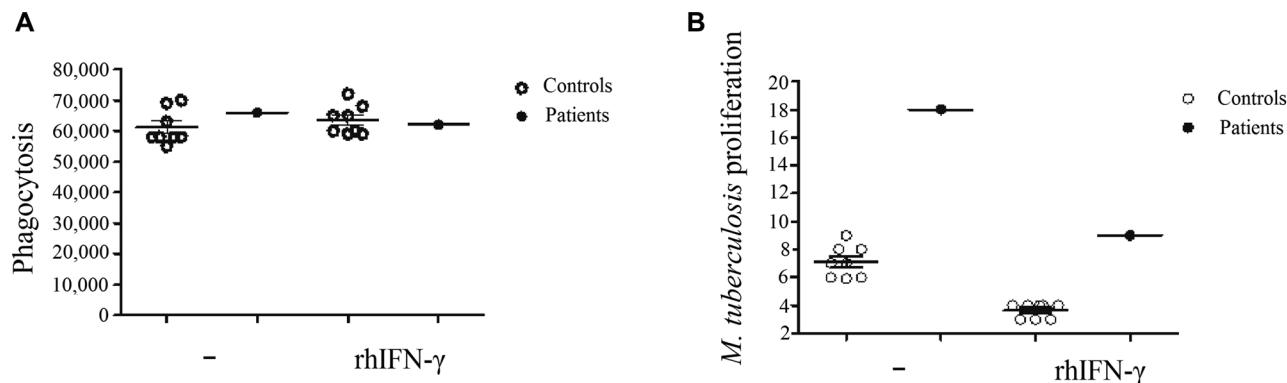 A
Phagocytosis
80,000
70,000
60,000
50,000
40,000
30,000
20,000
10,000
0
–
rhIFN-γ
Controls
Patients
B
M. tuberculosis proliferation
20
18
16
14
12
10
8
6
4
2
–
rhIFN-γ
Controls
Patients